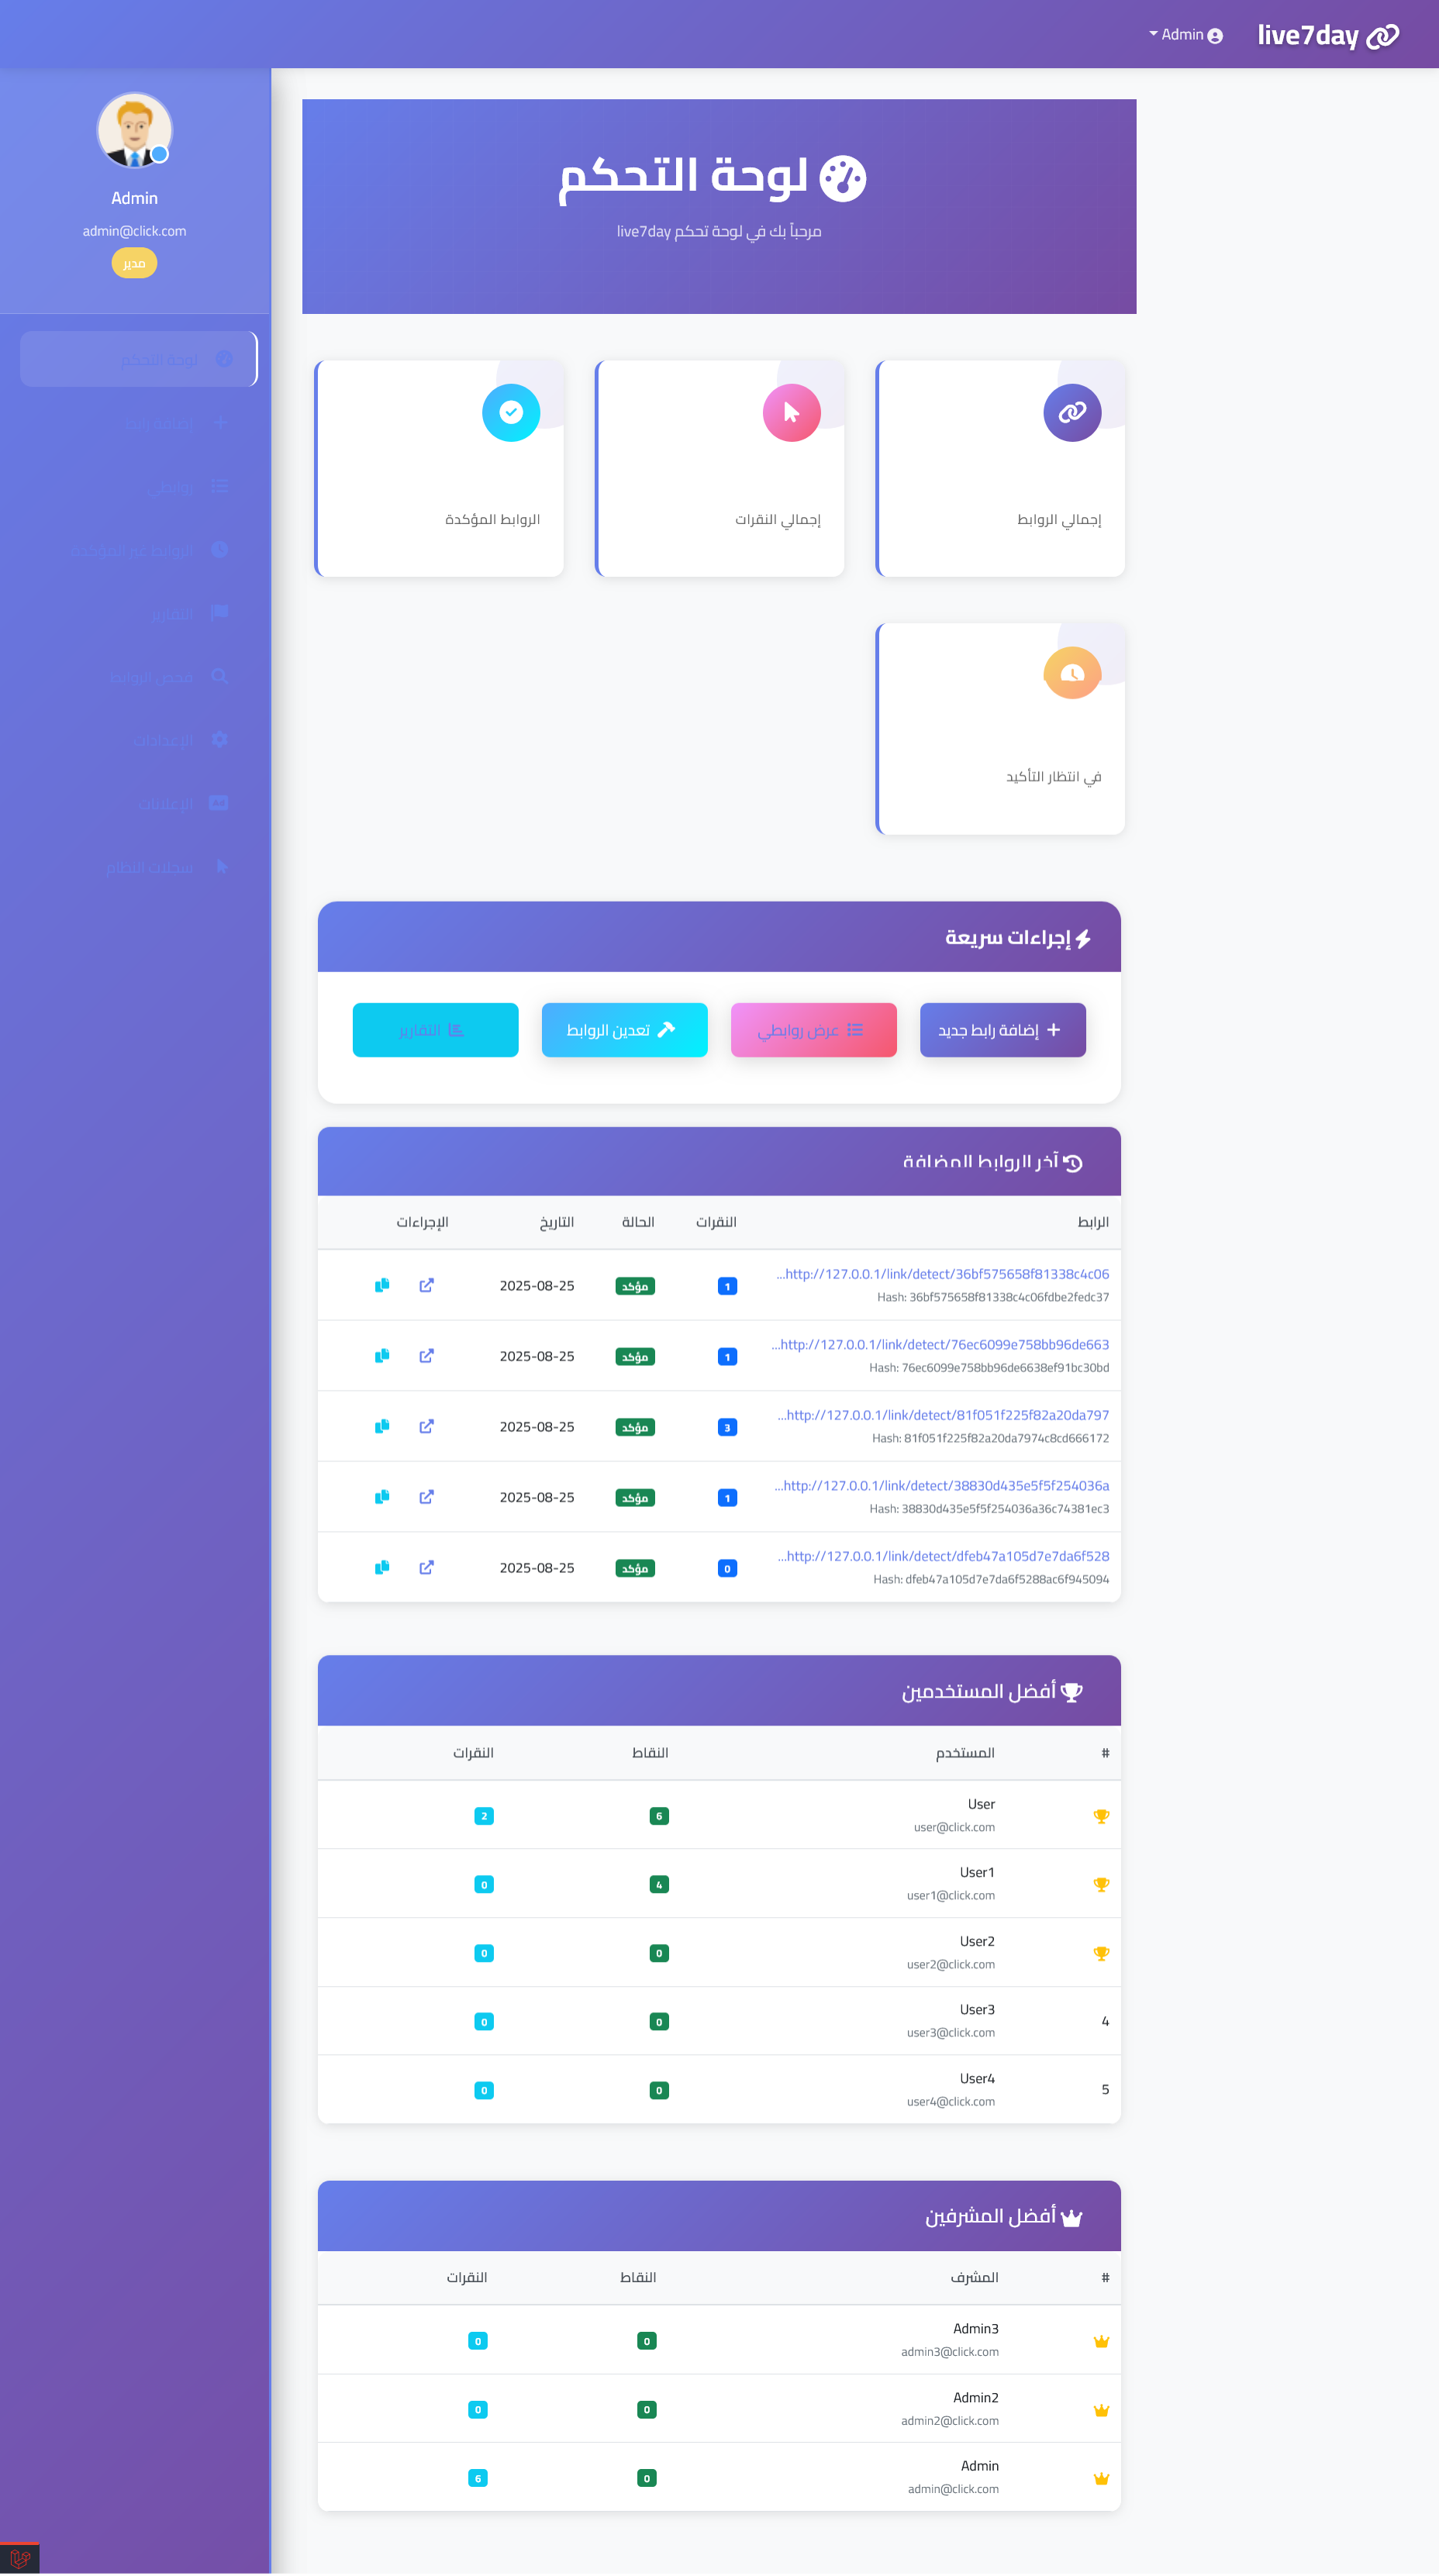 live7day
Admin
Admin
admin@click.com
مدير
لوحة التحكم
إضافة رابط
روابطي
الروابط غير المؤكدة
التقارير
فحص الروابط
الإعدادات
الإعلانات
سجلات النظام
لوحة التحكم
مرحباً بك في لوحة تحكم live7day
إجمالي الروابط
إجمالي النقرات
الروابط المؤكدة
في انتظار التأكيد
إجراءات سريعة
إضافة رابط جديد
عرض روابطي
تعدين الروابط
التقارير
آخر الروابط المضافة
الرابط النقرات الحالة التاريخ الإجراءات
http://127.0.0.1/link/detect/36bf575658f81338c4c06...
Hash: 36bf575658f81338c4c06fdbe2fedc37
1 مؤكد 2025-08-25
http://127.0.0.1/link/detect/76ec6099e758bb96de663...
Hash: 76ec6099e758bb96de6638ef91bc30bd
1 مؤكد 2025-08-25
http://127.0.0.1/link/detect/81f051f225f82a20da797...
Hash: 81f051f225f82a20da7974c8cd666172
3 مؤكد 2025-08-25
http://127.0.0.1/link/detect/38830d435e5f5f254036a...
Hash: 38830d435e5f5f254036a36c74381ec3
1 مؤكد 2025-08-25
http://127.0.0.1/link/detect/dfeb47a105d7e7da6f528...
Hash: dfeb47a105d7e7da6f5288ac6f945094
0 مؤكد 2025-08-25
أفضل المستخدمين
# المستخدم النقاط النقرات
User
user@click.com
6 2
User1
user1@click.com
4 0
User2
user2@click.com
0 0
4 User3
user3@click.com
0 0
5 User4
user4@click.com
0 0
أفضل المشرفين
# المشرف النقاط النقرات
Admin3
admin3@click.com
0 0
Admin2
admin2@click.com
0 0
Admin
admin@click.com
0 6